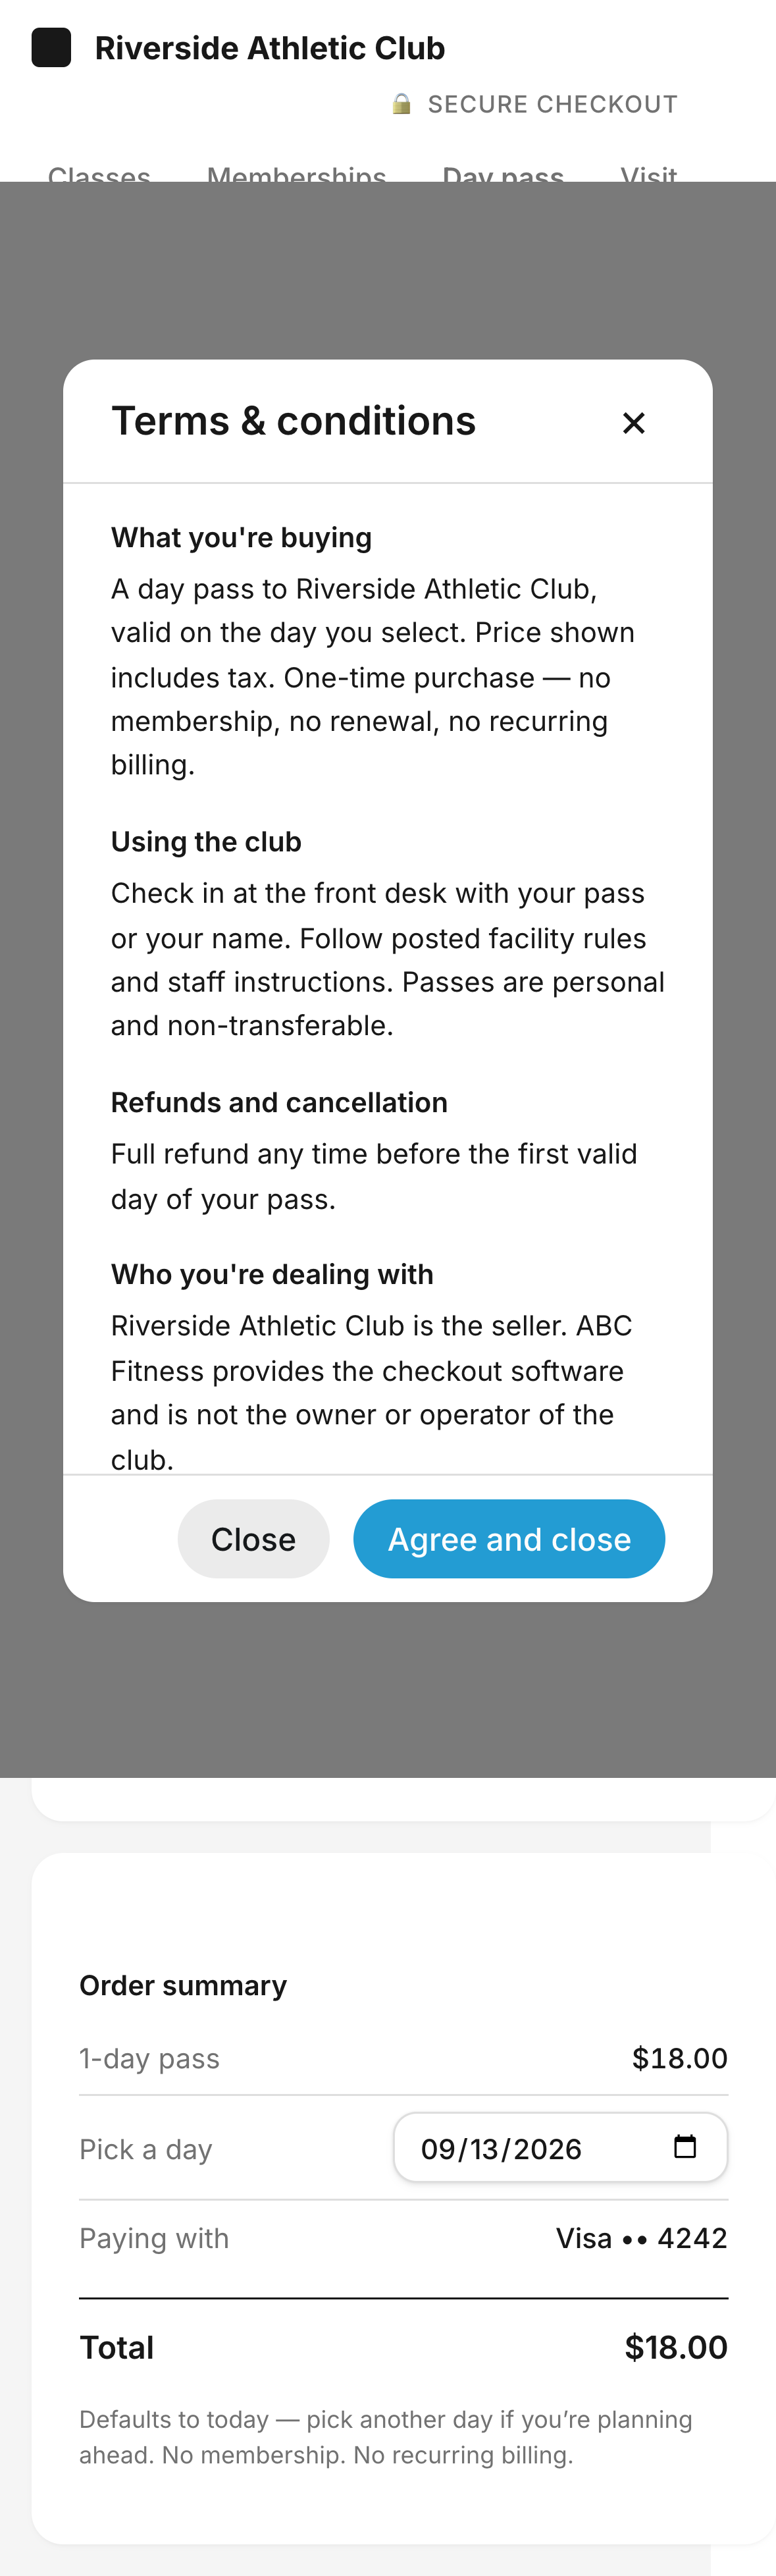 Riverside Athletic Club
🔒 SECURE CHECKOUT
Classes Memberships Day pass Visit
Terms & conditions ✕
What you're buying
A day pass to Riverside Athletic Club,
valid on the day you select. Price shown
includes tax. One-time purchase — no
membership, no renewal, no recurring
billing.
Using the club
Check in at the front desk with your pass
or your name. Follow posted facility rules
and staff instructions. Passes are personal
and non-transferable.
Refunds and cancellation
Full refund any time before the first valid
day of your pass.
Who you're dealing with
Riverside Athletic Club is the seller. ABC
Fitness provides the checkout software
and is not the owner or operator of the
club.
Close Agree and close
Order summary
1-day pass $18.00
Pick a day 09/13/2026
Paying with Visa •• 4242
Total $18.00
Defaults to today — pick another day if you’re planning
ahead. No membership. No recurring billing.